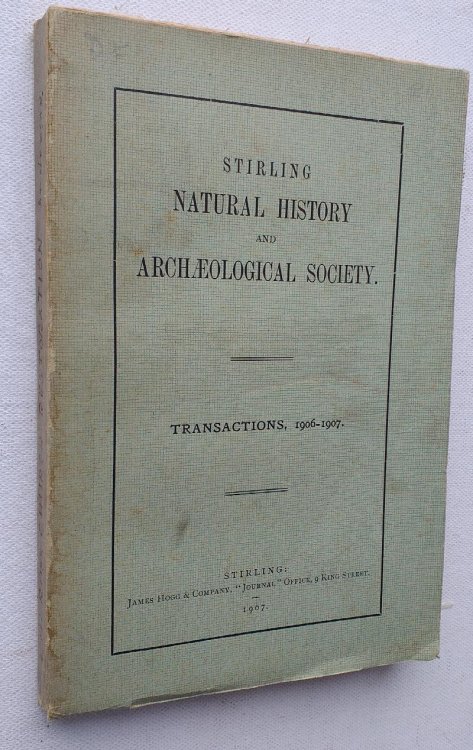 STIRLING
NATURAL HISTORY
AND
ARCHÆOLOGICAL SOCIETY.
TRANSACTIONS, 1906-1907.
STIRLING:
JAMES HOGG & COMPANY, "JOURNAL" OFFICE, 9 KING STREET.
1907.